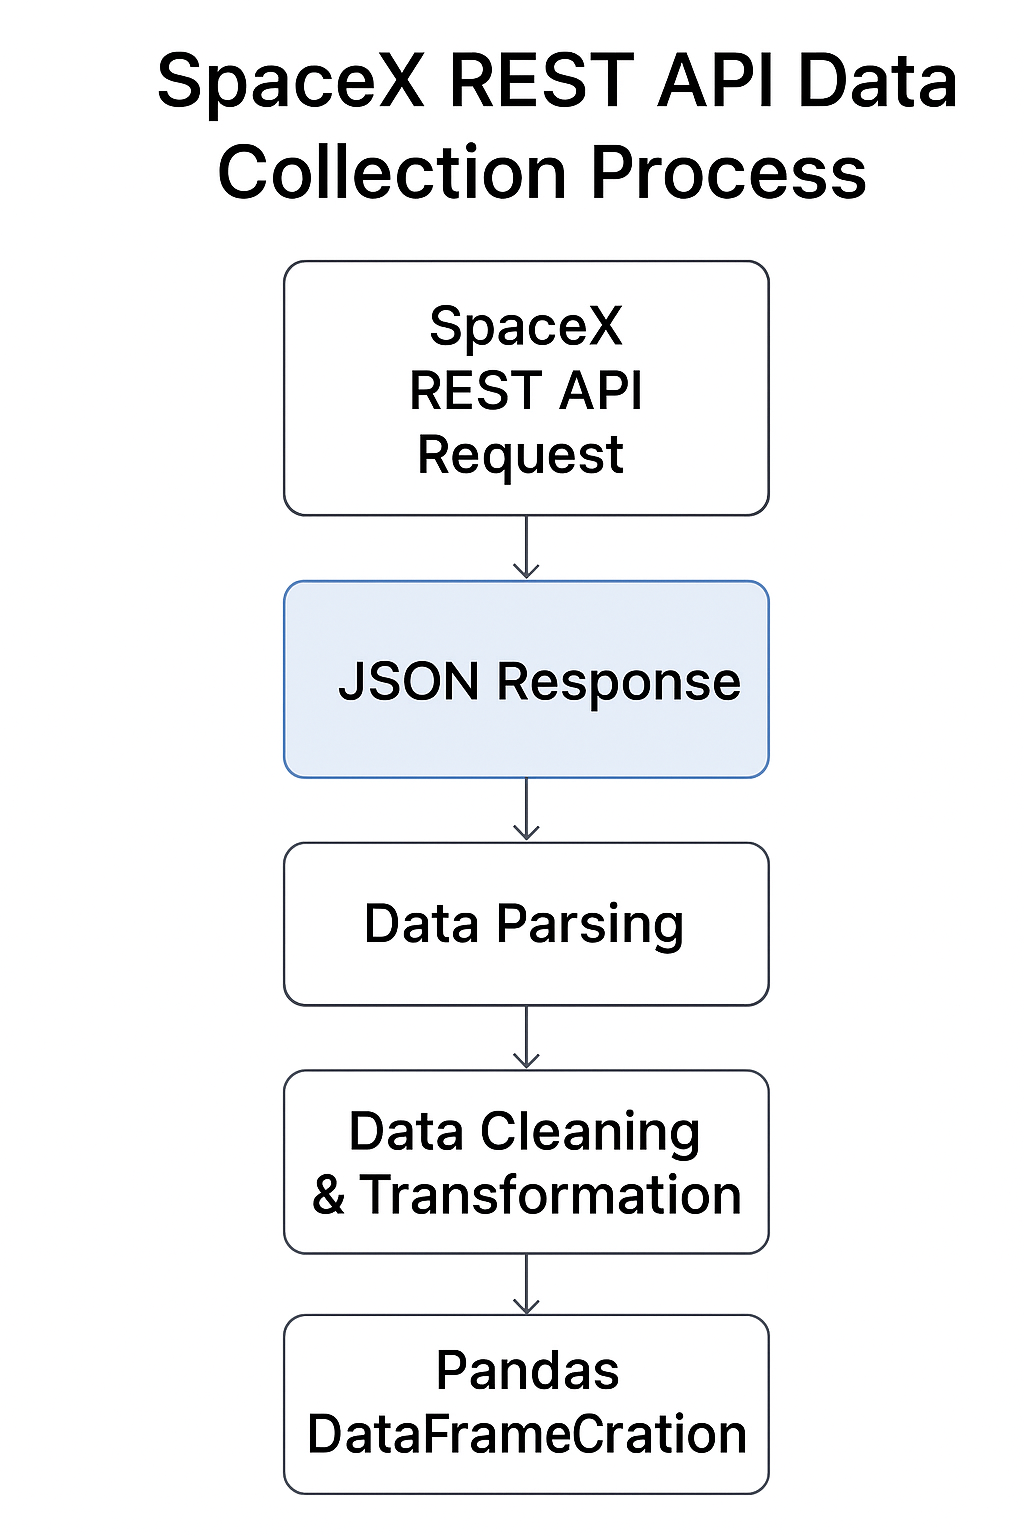 SpaceX REST API Data
Collection Process
SpaceX
REST API
Request
JSON Response
Data Parsing
Data Cleaning
& Transformation
Pandas
DataFrameCration